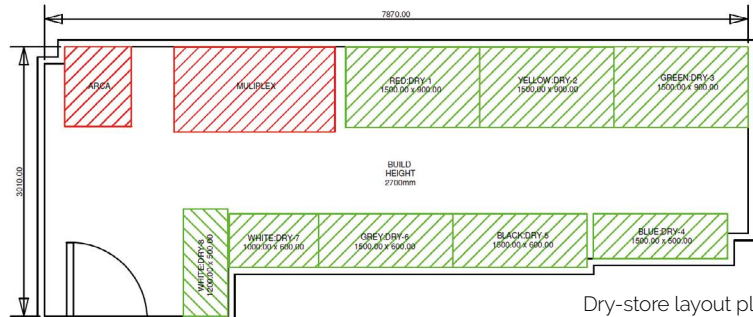 7870.00
3010.00
ARCA
MULIPLEX
RED:DRY-1
1500.00 x 900.00
YELLOW:DRY-2
1500.00 x 900.00
GREEN:DRY-3
1500.00 x 900.00
BUILD
HEIGHT
2700mm
WHITE:DRY-8
1200.00 x 500.00
WHITE:DRY-7
1000.00 x 600.00
GREY:DRY-6
1500.00 x 600.00
BLACK:DRY-5
1500.00 x 600.00
BLUE:DRY-4
1500.00 x 500.00
Dry-store layout pl